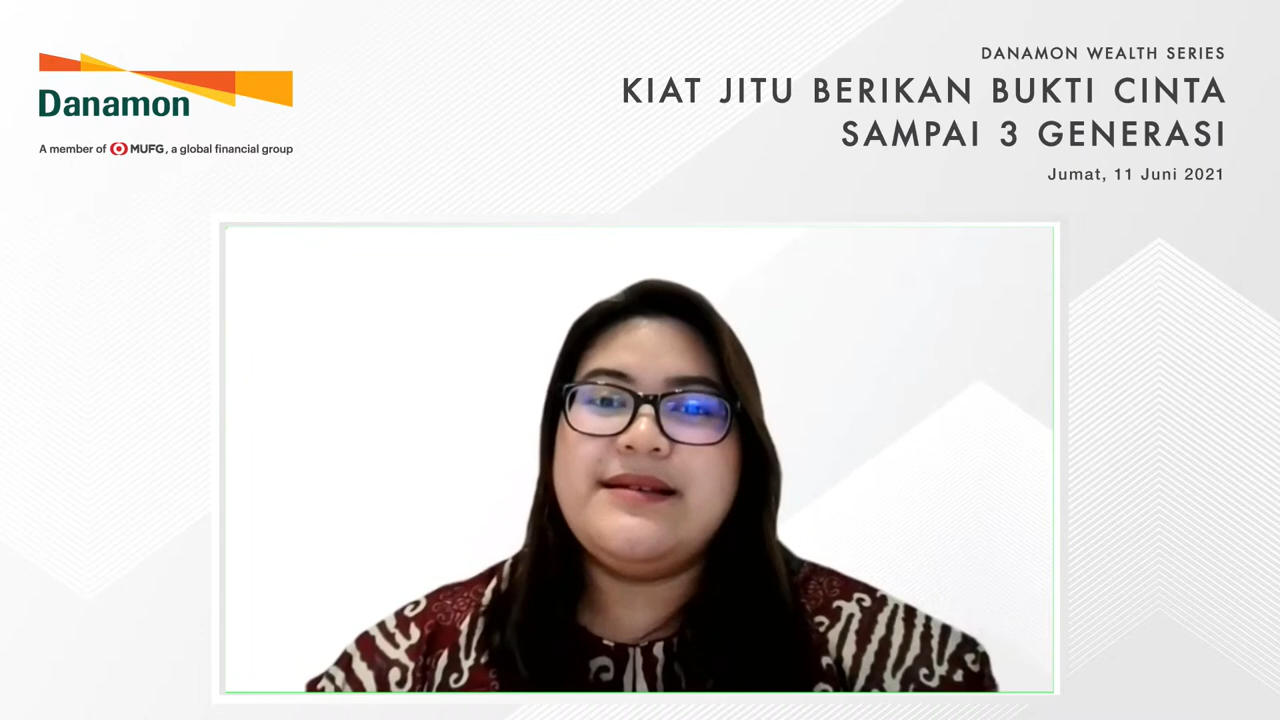 Danamon
A member of MUFG, a global financial group
DANAMON WEALTH SERIES
KIAT JITU BERIKAN BUKTI CINTA
SAMPAI 3 GENERASI
Jumat, 11 Juni 2021